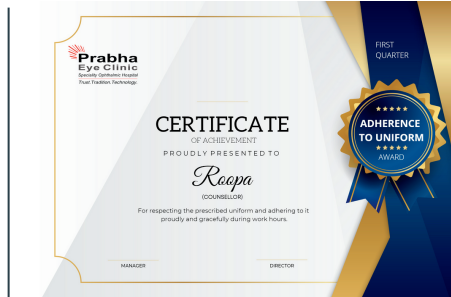 Prabha
Eye Clinic
Speciality Ophthalmic Hospital
Trust.Tradition.Technology.
FIRST
QUARTER
ADHERENCE
TO UNIFORM
AWARD
CERTIFICATE
OF ACHIEVEMENT
PROUDLY PRESENTED TO
Roopa
(COUNSELLOR)
For respecting the prescribed uniform and adhering to it
proudly and gracefully during work hours.
MANAGER
DIRECTOR